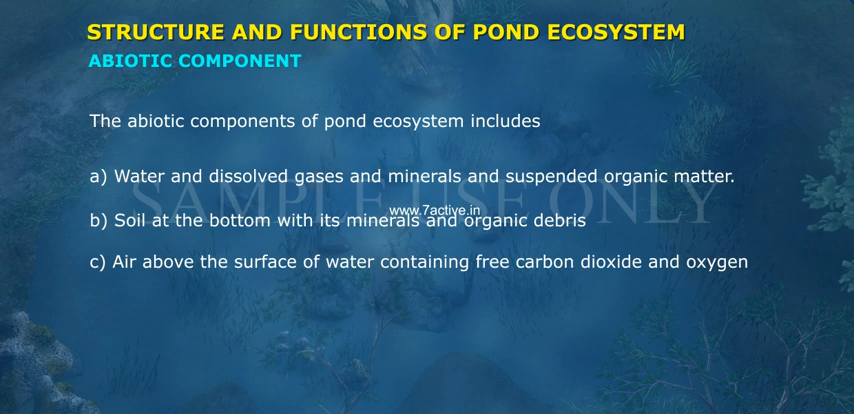 STRUCTURE AND FUNCTIONS OF POND ECOSYSTEM
ABIOTIC COMPONENT
The abiotic components of pond ecosystem includes
a) Water and dissolved gases and minerals and suspended organic matter.
SAMPLE USE ONLY
www.7active.in
b) Soil at the bottom with its minerals and organic debris
c) Air above the surface of water containing free carbon dioxide and oxygen